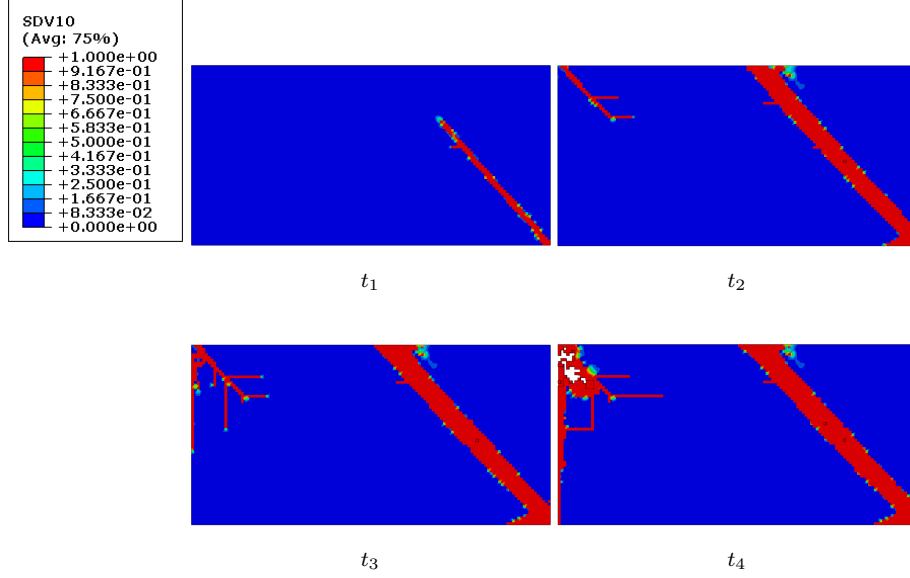 SDV10
(Avg: 75%)
+1.000e+00
+9.167e-01
+8.333e-01
+7.500e-01
+6.667e-01
+5.833e-01
+5.000e-01
+4.167e-01
+3.333e-01
+2.500e-01
+1.667e-01
+8.333e-02
+0.000e+00
t₁
t₂
t₃
t₄